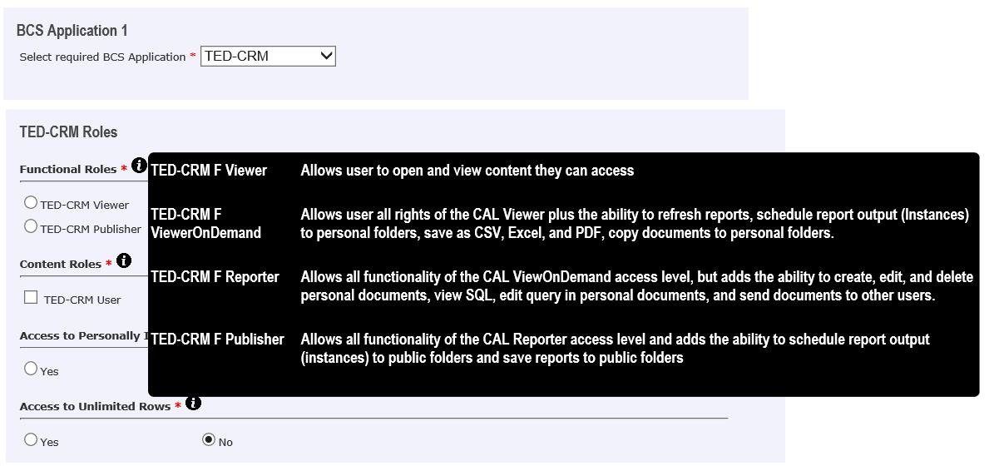 BCS Application 1
Select required BCS Application * TED-CRM
TED-CRM Roles
Functional Roles *
TED-CRM Viewer
TED-CRM Publisher
Content Roles *
TED-CRM User
Access to Personally I
Yes
Access to Unlimited Rows *
Yes No
TED-CRM F Viewer Allows user to open and view content they can access
TED-CRM F Allows user all rights of the CAL Viewer plus the ability to refresh reports, schedule report output (Instances)
ViewerOnDemand to personal folders, save as CSV, Excel, and PDF, copy documents to personal folders.
TED-CRM F Reporter Allows all functionality of the CAL ViewOnDemand access level, but adds the ability to create, edit, and delete
personal documents, view SQL, edit query in personal documents, and send documents to other users.
TED-CRM F Publisher Allows all functionality of the CAL Reporter access level and adds the ability to schedule report output
(instances) to public folders and save reports to public folders